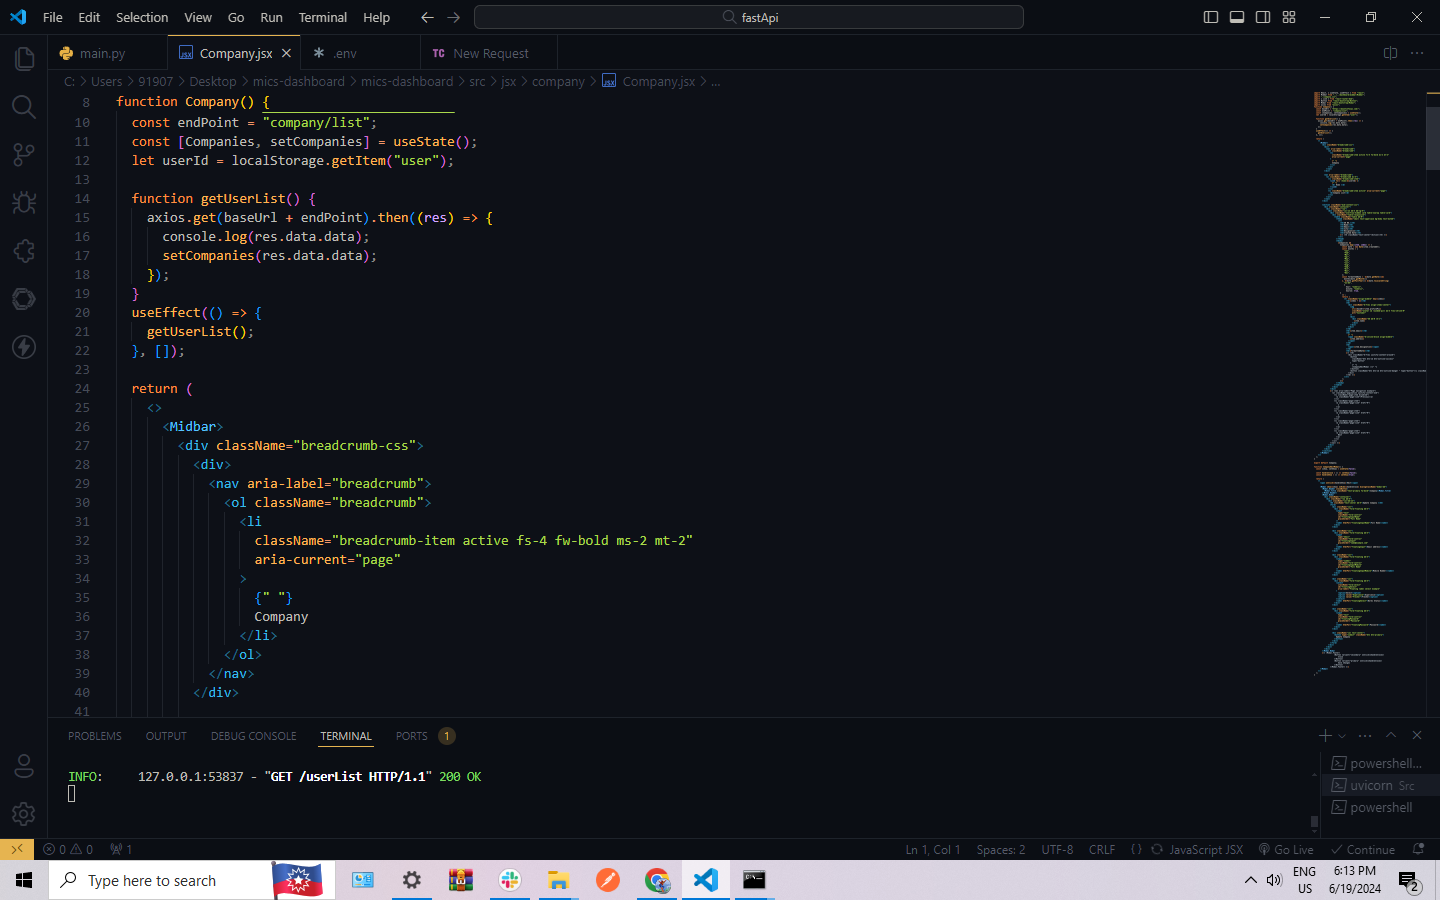 File Edit Selection View Go Run Terminal Help
fastApi
main.py
Company.jsx
.env
TC New Request
C: > Users > 91907 > Desktop > mics-dashboard > mics-dashboard > src > jsx > company > Company.jsx > ...
8 function Company() {
10 const endPoint = "company/list";
11 const [Companies, setCompanies] = useState();
12 let userId = localStorage.getItem("user");
13
14 function getUserList() {
15 axios.get(baseUrl + endPoint).then((res) => {
16 console.log(res.data.data);
17 setCompanies(res.data.data);
18 });
19 }
20 useEffect(() => {
21 getUserList();
22 }, []);
23
24 return (
25 <>
26 <Midbar>
27 <div className="breadcrumb-css">
28 <div>
29 <nav aria-label="breadcrumb">
30 <ol className="breadcrumb">
31 <li
32 className="breadcrumb-item active fs-4 fw-bold ms-2 mt-2"
33 aria-current="page"
34 >
35 {" "}
36 Company
37 </li>
38 </ol>
39 </nav>
40 </div>
41
PROBLEMS OUTPUT DEBUG CONSOLE TERMINAL PORTS 1
INFO: 127.0.0.1:53837 - "GET /userList HTTP/1.1" 200 OK
powershell...
uvicorn Src
powershell
0 0 1
Ln 1, Col 1 Spaces: 2 UTF-8 CRLF {} JavaScript JSX Go Live Continue
Type here to search
ENG
US
6:13 PM
6/19/2024
2